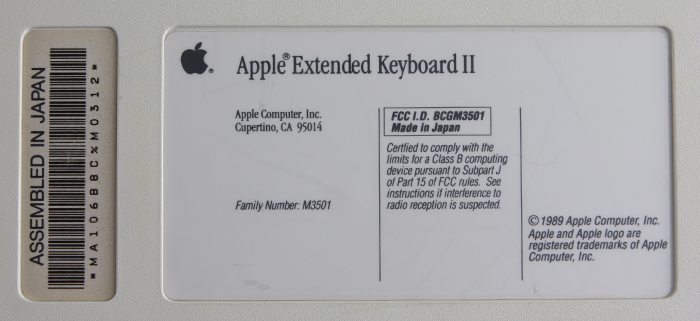 ASSEMBLED IN JAPAN
*MA106B8C%M0312*
Apple® Extended Keyboard II
Apple Computer, Inc.
Cupertino, CA 95014
Family Number: M3501
FCC I.D. BCGM3501
Made in Japan
Certfied to comply with the
limits for a Class B computing
device pursuant to Subpart J
of Part 15 of FCC rules. See
instructions if interference to
radio reception is suspected.
© 1989 Apple Computer, Inc.
Apple and Apple logo are
registered trademarks of Apple
Computer, Inc.